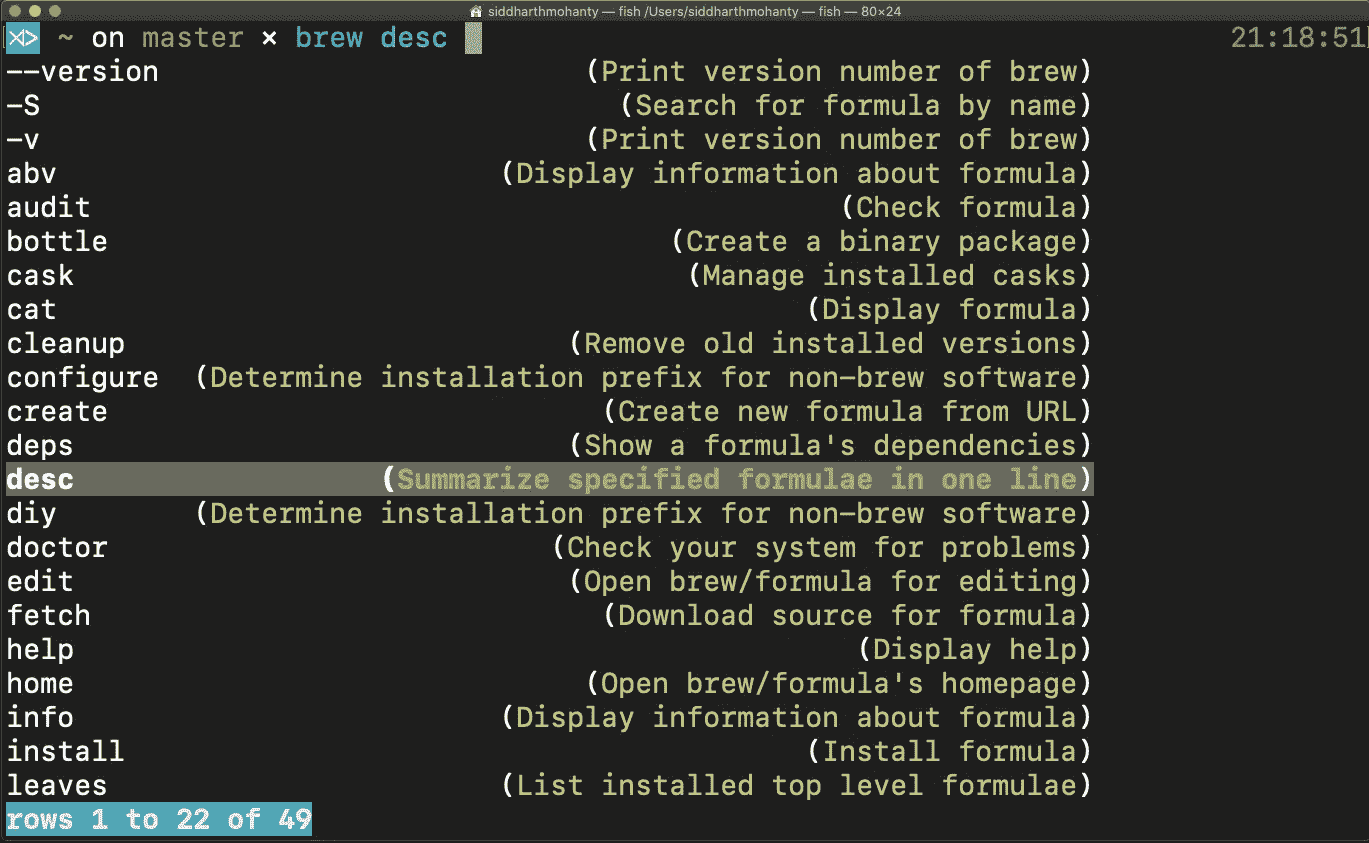 siddharthmohanty — fish /Users/siddharthmohanty — fish — 80×24
~ on master × brew desc 21:18:51
--version (Print version number of brew)
-S (Search for formula by name)
-v (Print version number of brew)
abv (Display information about formula)
audit (Check formula)
bottle (Create a binary package)
cask (Manage installed casks)
cat (Display formula)
cleanup (Remove old installed versions)
configure (Determine installation prefix for non-brew software)
create (Create new formula from URL)
deps (Show a formula's dependencies)
desc (Summarize specified formulae in one line)
diy (Determine installation prefix for non-brew software)
doctor (Check your system for problems)
edit (Open brew/formula for editing)
fetch (Download source for formula)
help (Display help)
home (Open brew/formula's homepage)
info (Display information about formula)
install (Install formula)
leaves (List installed top level formulae)
rows 1 to 22 of 49